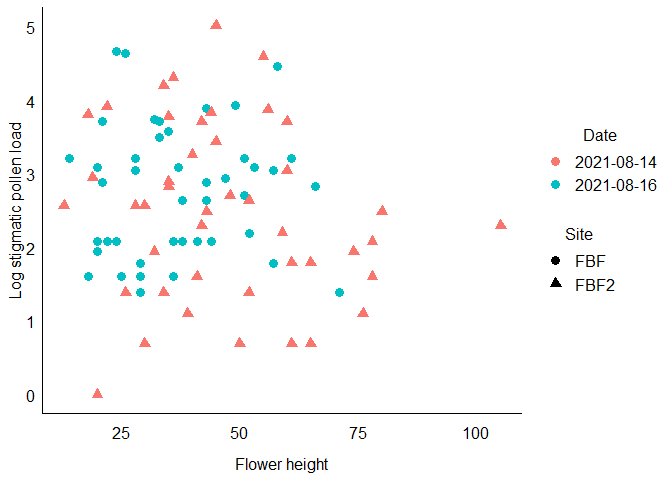 5
4
3
2
1
0
Log stigmatic pollen load
25 50 75 100
Flower height
Date
2021-08-14
2021-08-16
Site
FBF
FBF2